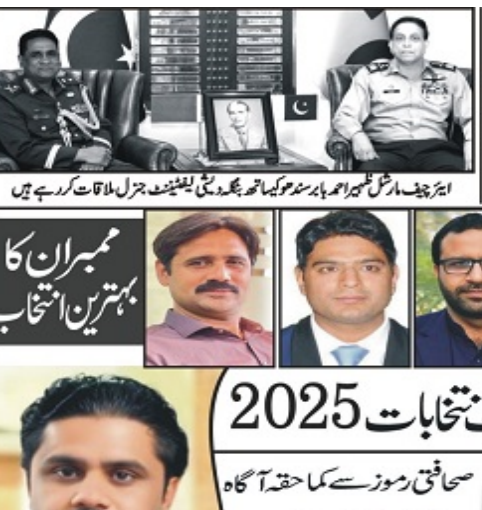 ایئر چیف مارشل ظہیر احمد بابر سندھو کیساتھ بنگلہ دیشی لیفٹیننٹ جنرل ملاقات کر رہے ہیں
ممبران کا
بہترین انتخاب
انتخابات 2025
صحافتی رموز سے کما حقہ آگاہ